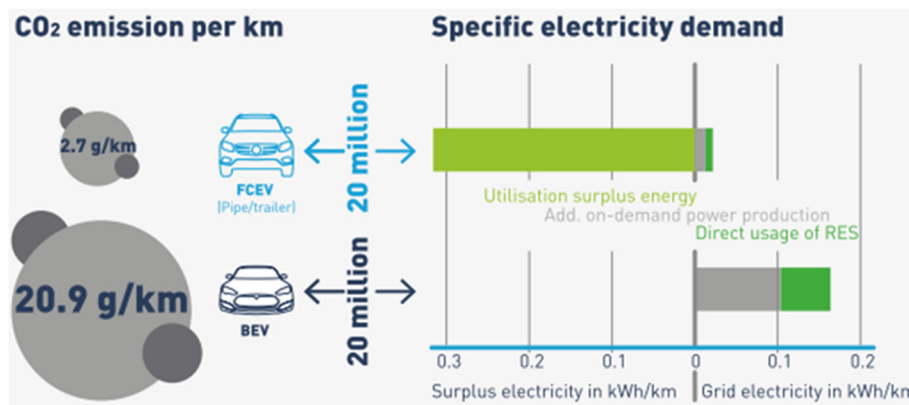 CO₂ emission per km
Specific electricity demand
2.7 g/km
FCEV
(Pipe/trailer)
20 million
Utilisation surplus energy
Add. on-demand power production
Direct usage of RES
20.9 g/km
BEV
20 million
0.3 0.2 0.1 0 0.1 0.2
Surplus electricity in kWh/km
Grid electricity in kWh/km